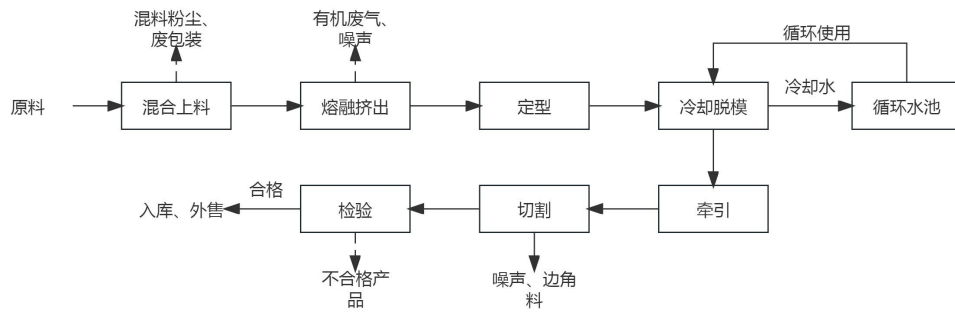 混料粉尘、
废包装
有机废气、
噪声
循环使用
原料
混合上料
熔融挤出
定型
冷却脱模
冷却水
循环水池
合格
入库、外售
检验
切割
牵引
不合格产
品
噪声、边角
料